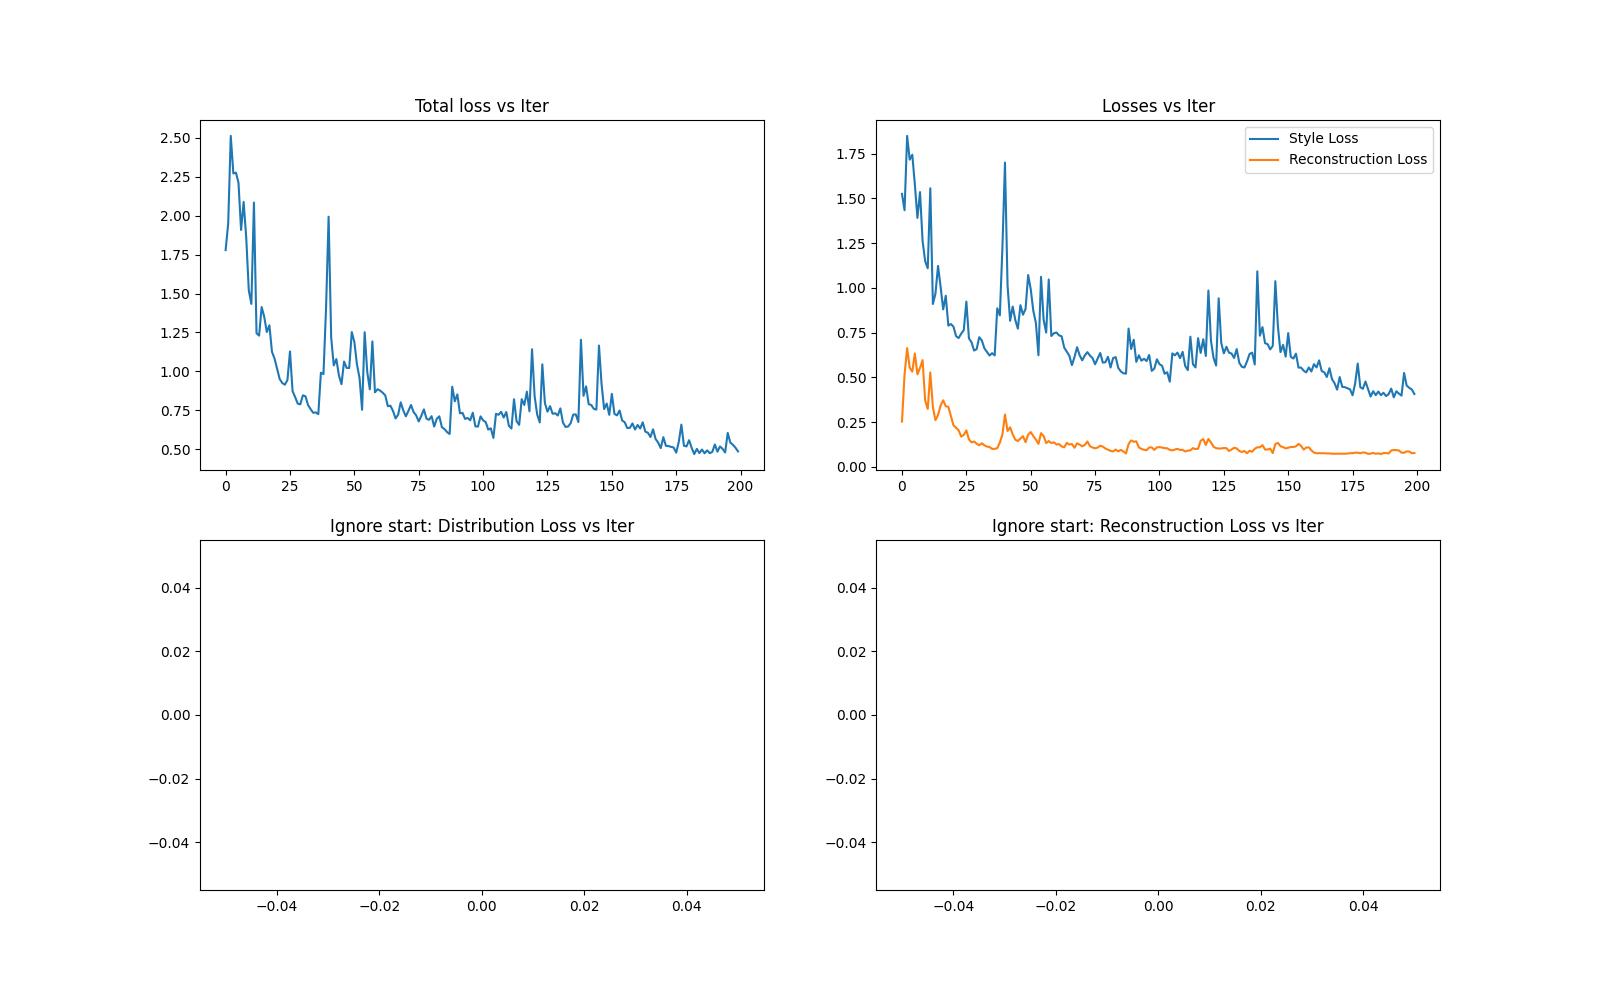 Total loss vs Iter
2.50
2.25
2.00
1.75
1.50
1.25
1.00
0.75
0.50
0 25 50 75 100 125 150 175 200
Losses vs Iter
Style Loss
Reconstruction Loss
1.75
1.50
1.25
1.00
0.75
0.50
0.25
0.00
0 25 50 75 100 125 150 175 200
Ignore start: Distribution Loss vs Iter
0.04
0.02
0.00
−0.02
−0.04
−0.04 −0.02 0.00 0.02 0.04
Ignore start: Reconstruction Loss vs Iter
0.04
0.02
0.00
−0.02
−0.04
−0.04 −0.02 0.00 0.02 0.04